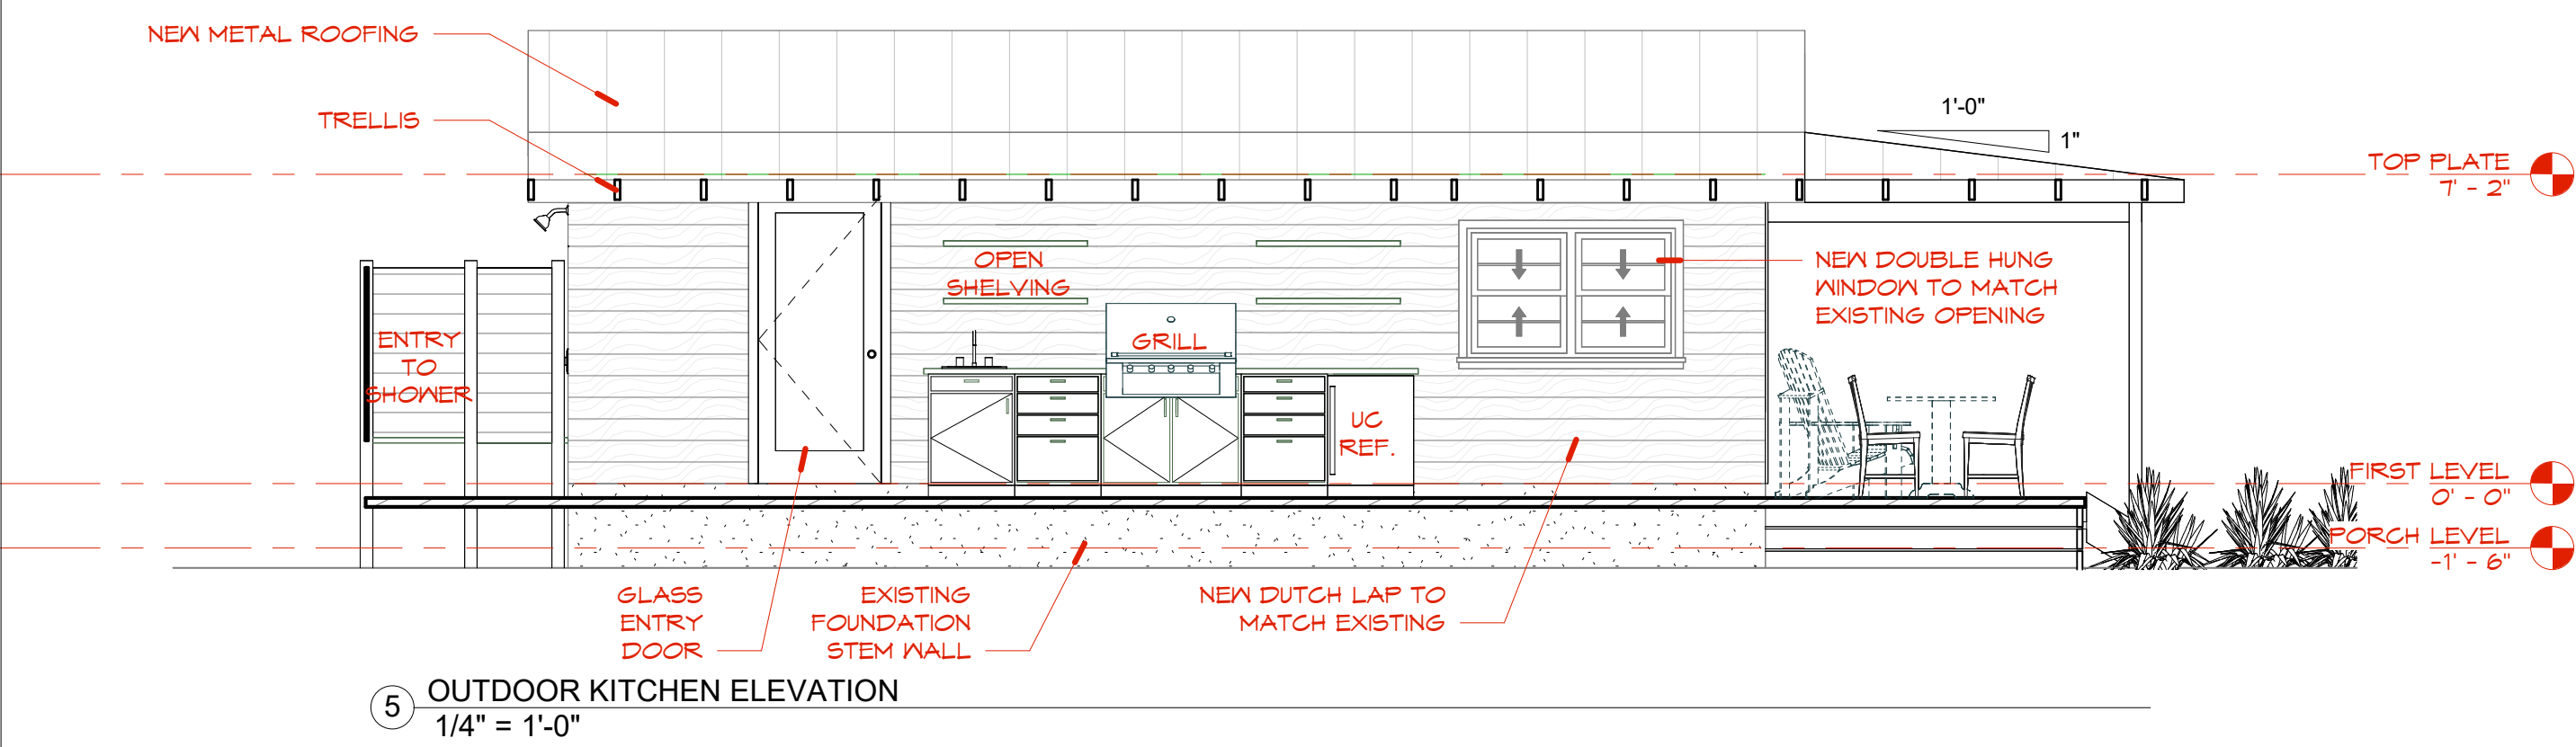 NEW METAL ROOFING
TRELLIS
1'-0"
1"
TOP PLATE
7' - 2"
OPEN
SHELVING
NEW DOUBLE HUNG
WINDOW TO MATCH
EXISTING OPENING
ENTRY
TO
SHOWER
GRILL
UC
REF.
FIRST LEVEL
0' - 0"
PORCH LEVEL
-1' - 6"
GLASS
ENTRY
DOOR
EXISTING
FOUNDATION
STEM WALL
NEW DUTCH LAP TO
MATCH EXISTING
5 OUTDOOR KITCHEN ELEVATION
1/4" = 1'-0"